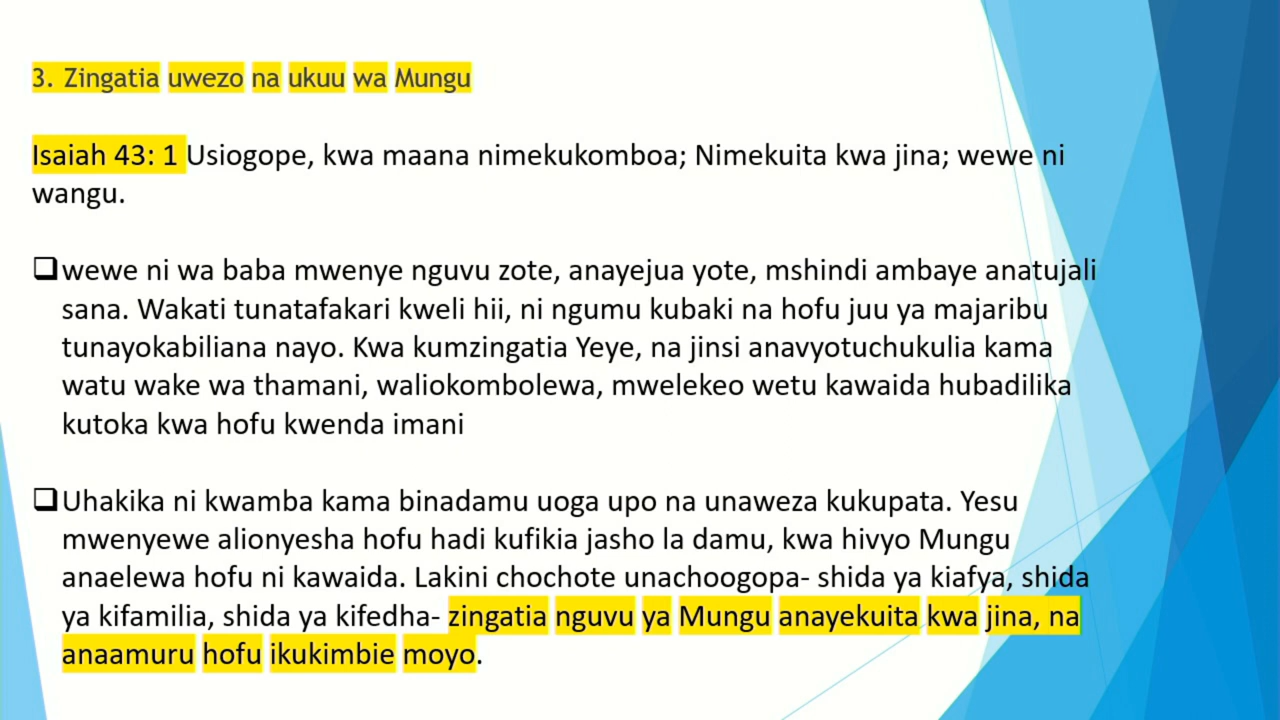 3. Zingatia uwezo na ukuu wa Mungu
Isaiah 43: 1 Usiogope, kwa maana nimekukomboa; Nimekuita kwa jina; wewe ni
wangu.
❑wewe ni wa baba mwenye nguvu zote, anayejua yote, mshindi ambaye anatujali
sana. Wakati tunatafakari kweli hii, ni ngumu kubaki na hofu juu ya majaribu
tunayokabiliana nayo. Kwa kumzingatia Yeye, na jinsi anavyotuchukulia kama
watu wake wa thamani, waliokombolewa, mwelekeo wetu kawaida hubadilika
kutoka kwa hofu kwenda imani
❑Uhakika ni kwamba kama binadamu uoga upo na unaweza kukupata. Yesu
mwenyewe alionyesha hofu hadi kufikia jasho la damu, kwa hivyo Mungu
anaelewa hofu ni kawaida. Lakini chochote unachoogopa- shida ya kiafya, shida
ya kifamilia, shida ya kifedha- zingatia nguvu ya Mungu anayekuita kwa jina, na
anaamuru hofu ikukimbie moyo.